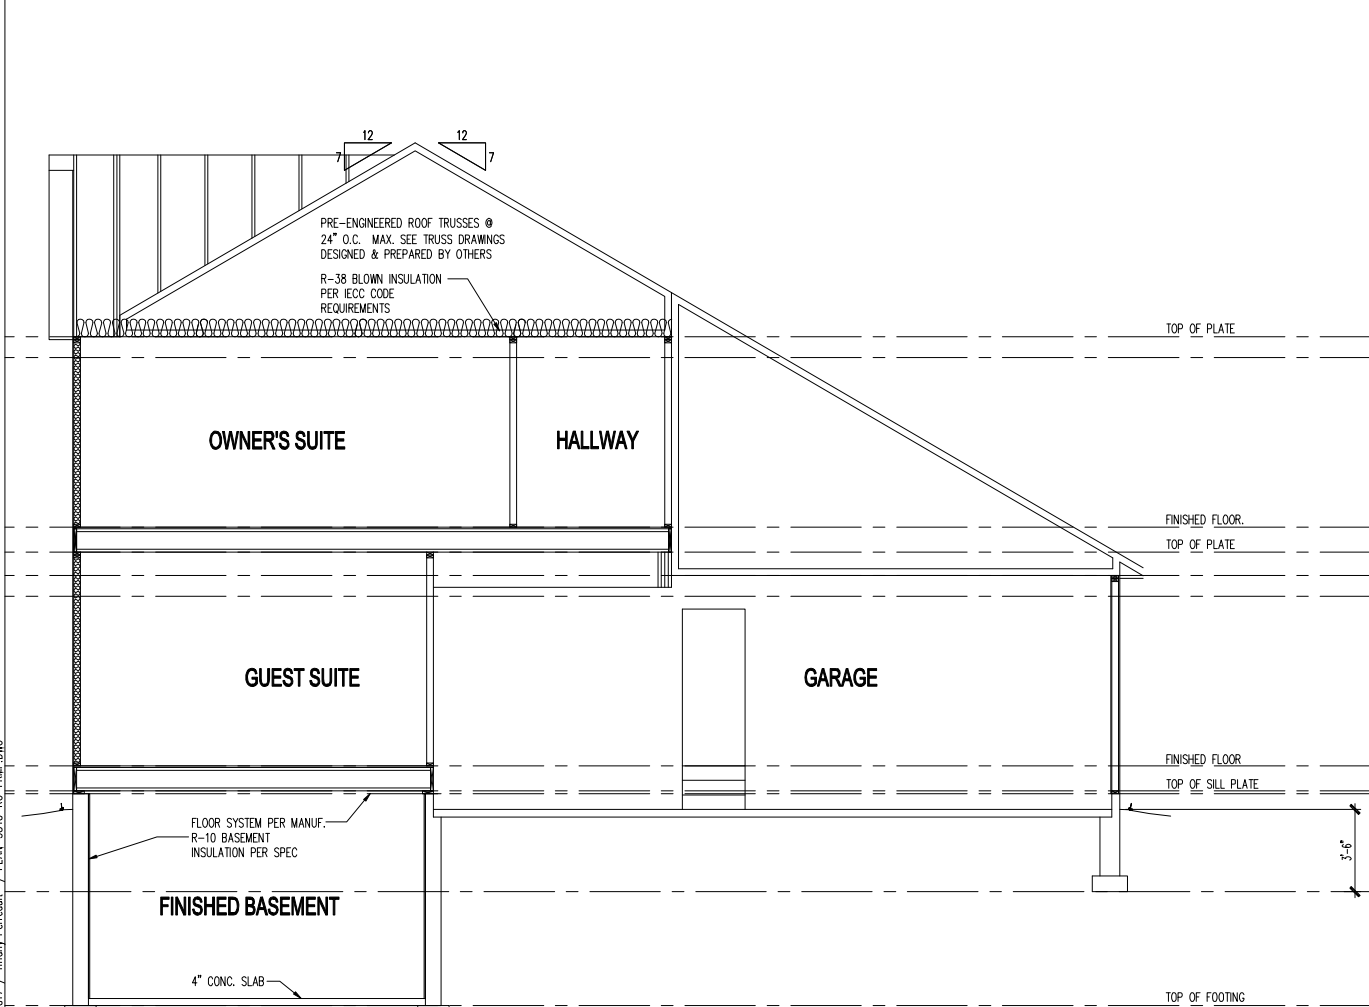 12
12
7
7
PRE-ENGINEERED ROOF TRUSSES @
24" O.C. MAX. SEE TRUSS DRAWINGS
DESIGNED & PREPARED BY OTHERS
R-38 BLOWN INSULATION
PER IECC CODE
REQUIREMENTS
TOP OF PLATE
OWNER'S SUITE
HALLWAY
FINISHED FLOOR.
TOP OF PLATE
GUEST SUITE
GARAGE
FINISHED FLOOR
TOP OF SILL PLATE
FLOOR SYSTEM PER MANUF.
R-10 BASEMENT
INSULATION PER SPEC
3'-6"
FINISHED BASEMENT
4" CONC. SLAB
TOP OF FOOTING